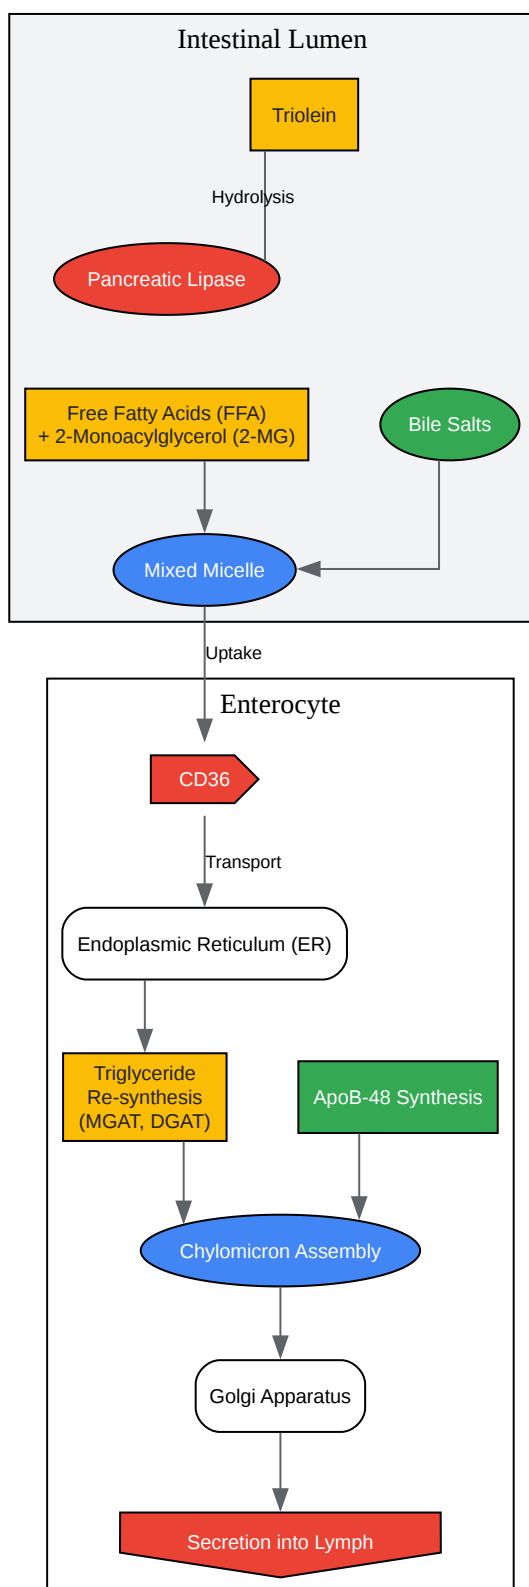 Intestinal Lumen
Triolein
Hydrolysis
Pancreatic Lipase
Free Fatty Acids (FFA)
+ 2-Monoacylglycerol (2-MG)
Bile Salts
Mixed Micelle
Uptake
Enterocyte
CD36
Transport
Endoplasmic Reticulum (ER)
Triglyceride
Re-synthesis
(MGAT, DGAT)
ApoB-48 Synthesis
Chylomicron Assembly
Golgi Apparatus
Secretion into Lymph